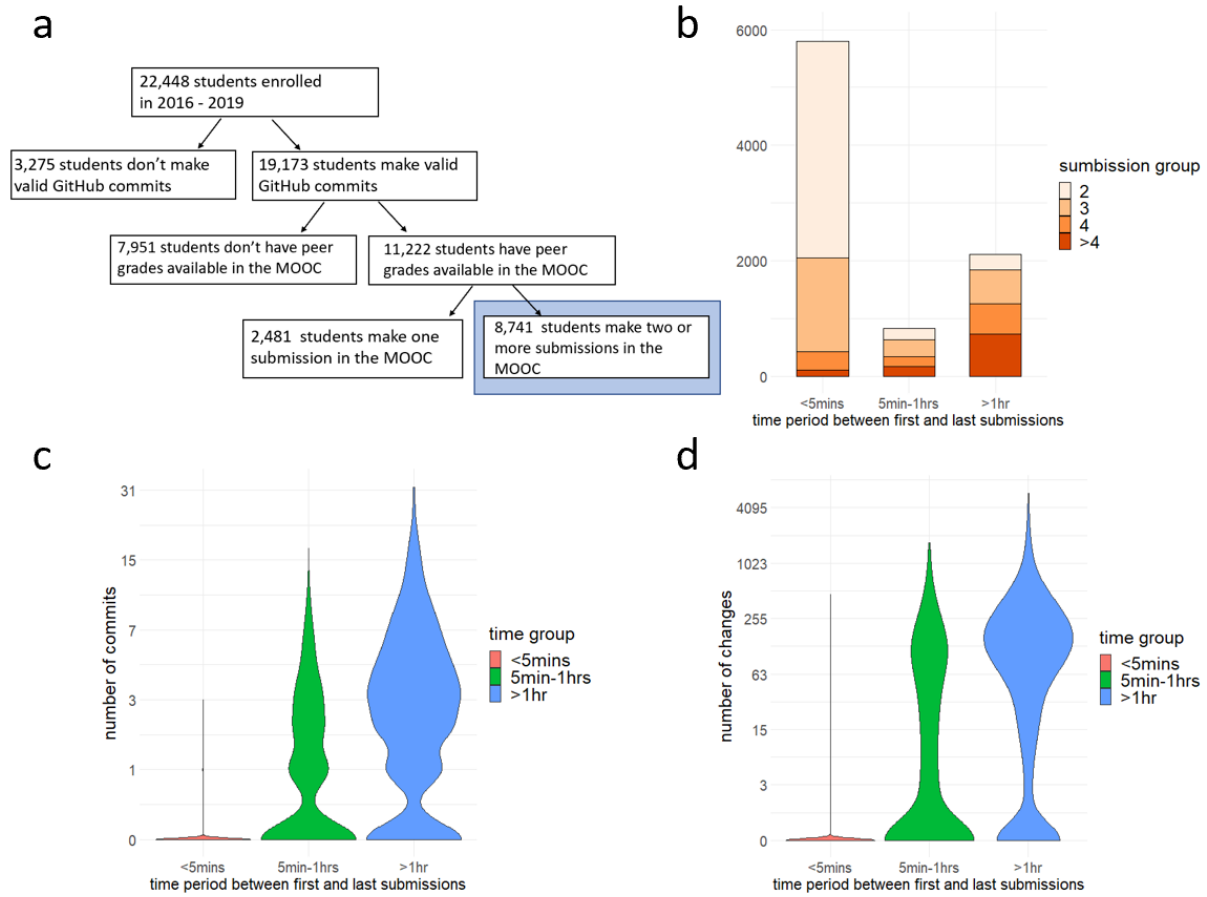 a
22,448 students enrolled
in 2016 - 2019
3,275 students don't make
valid GitHub commits
19,173 students make valid
GitHub commits
7,951 students don't have peer
grades available in the MOOC
11,222 students have peer
grades available in the MOOC
2,481 students make one
submission in the MOOC
8,741 students make two or
more submissions in the
MOOC
b
6000
4000
2000
0
<5mins
5min-1hrs
>1hr
time period between first and last submissions
sumbission group
2
3
4
>4
c
31
15
7
3
1
0
number of commits
<5mins
5min-1hrs
>1hr
time period between first and last submissions
time group
<5mins
5min-1hrs
>1hr
d
4095
1023
255
63
15
3
0
number of changes
<5mins
5min-1hrs
>1hr
time period between first and last submissions
time group
<5mins
5min-1hrs
>1hr